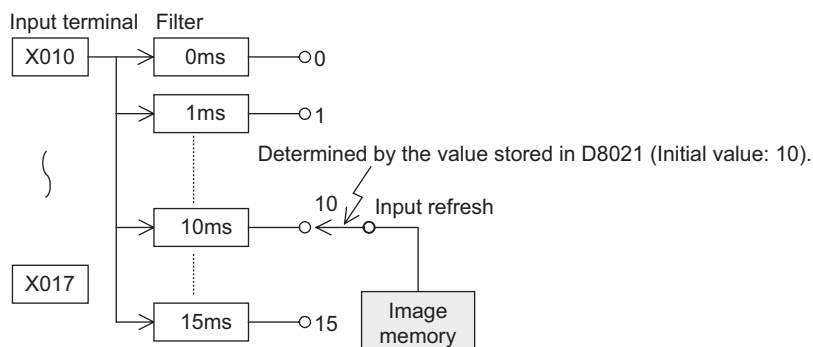 Input terminal Filter
X010 0ms 0
1ms 1
Determined by the value stored in D8021 (Initial value: 10).
10 Input refresh
10ms
X017
15ms 15
Image
memory